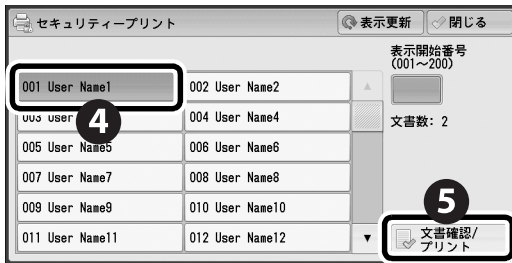 セキュリティープリント
表示更新
閉じる
表示開始番号
(001～200)
001 User Name1
002 User Name2
4
003 User
004 User Name4
文書数: 2
005 User Name5
006 User Name6
007 User Name7
008 User Name8
5
009 User Name9
010 User Name10
011 User Name11
012 User Name12
文書確認/
プリント